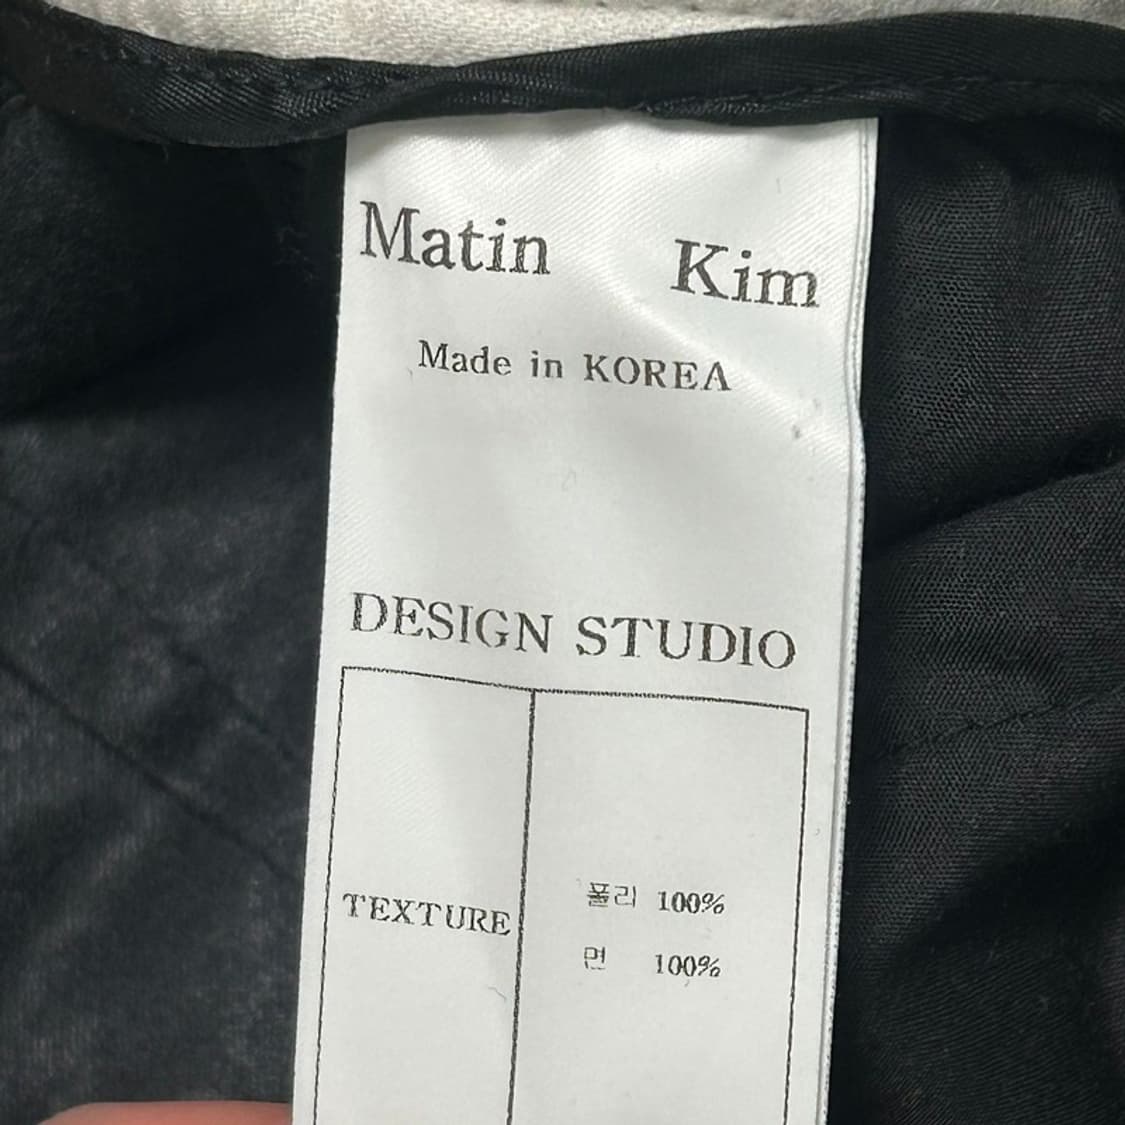 Matin Kim
Made in KOREA
DESIGN STUDIO
TEXTURE
폴리 100%
면 100%